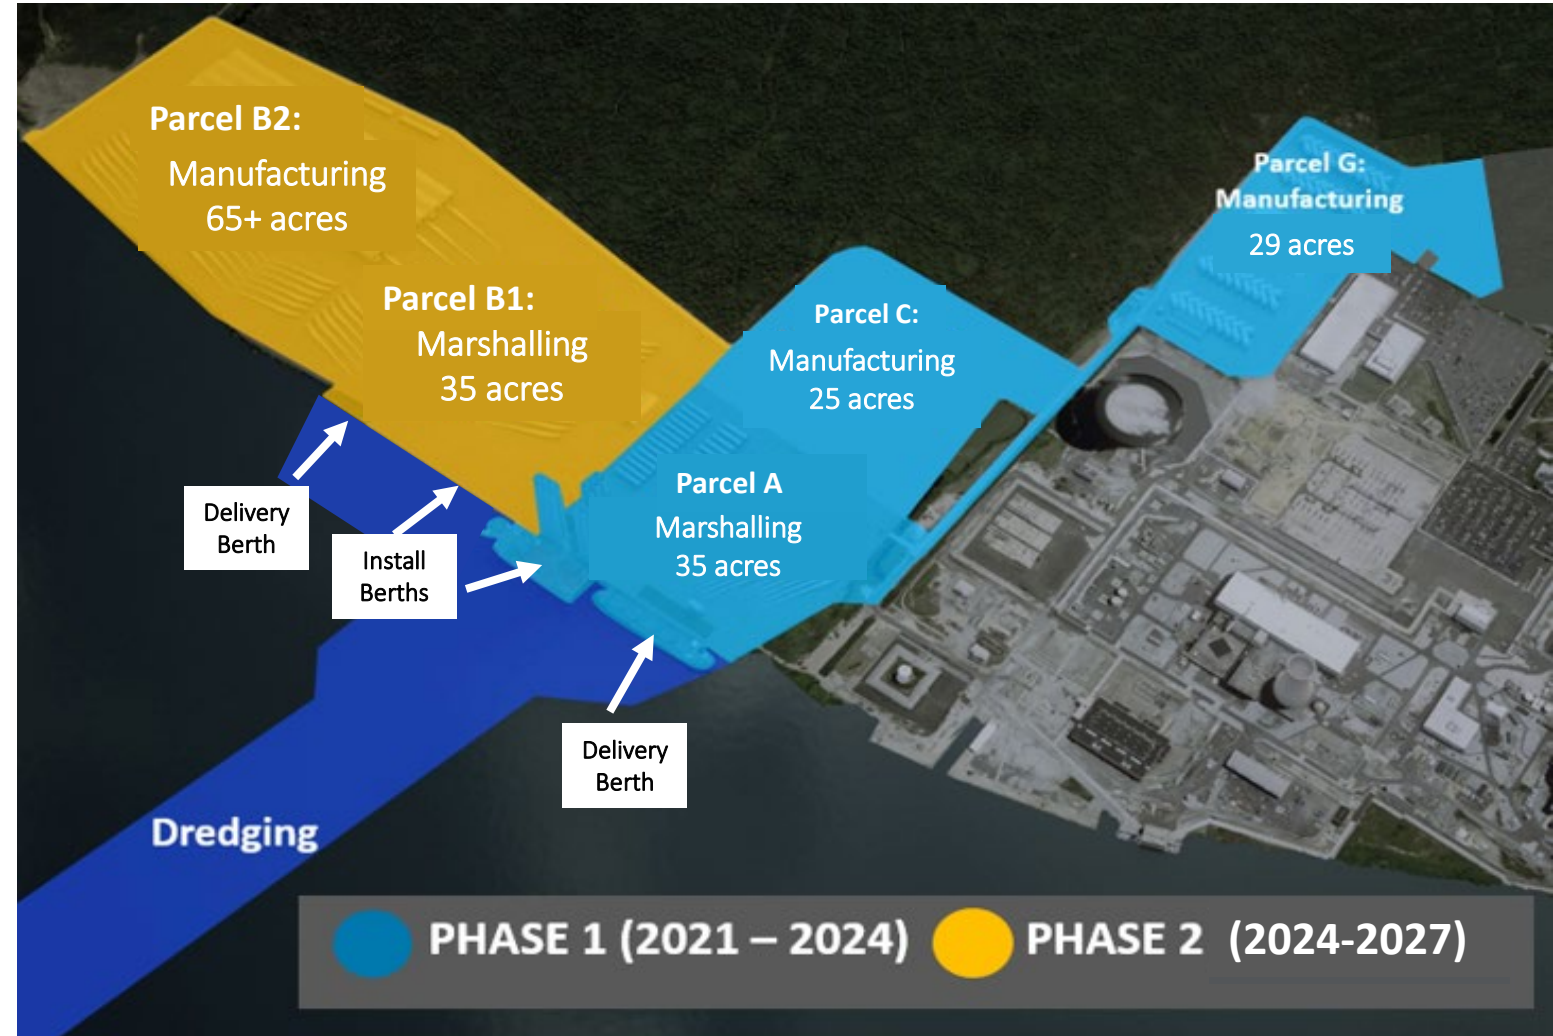 Parcel B2:
Manufacturing
65+ acres
Parcel B1:
Marshalling
35 acres
Parcel G:
Manufacturing
29 acres
Parcel C:
Manufacturing
25 acres
Parcel A
Marshalling
35 acres
Delivery
Berth
Install
Berths
Delivery
Berth
Dredging
PHASE 1 (2021 – 2024)
PHASE 2 (2024-2027)